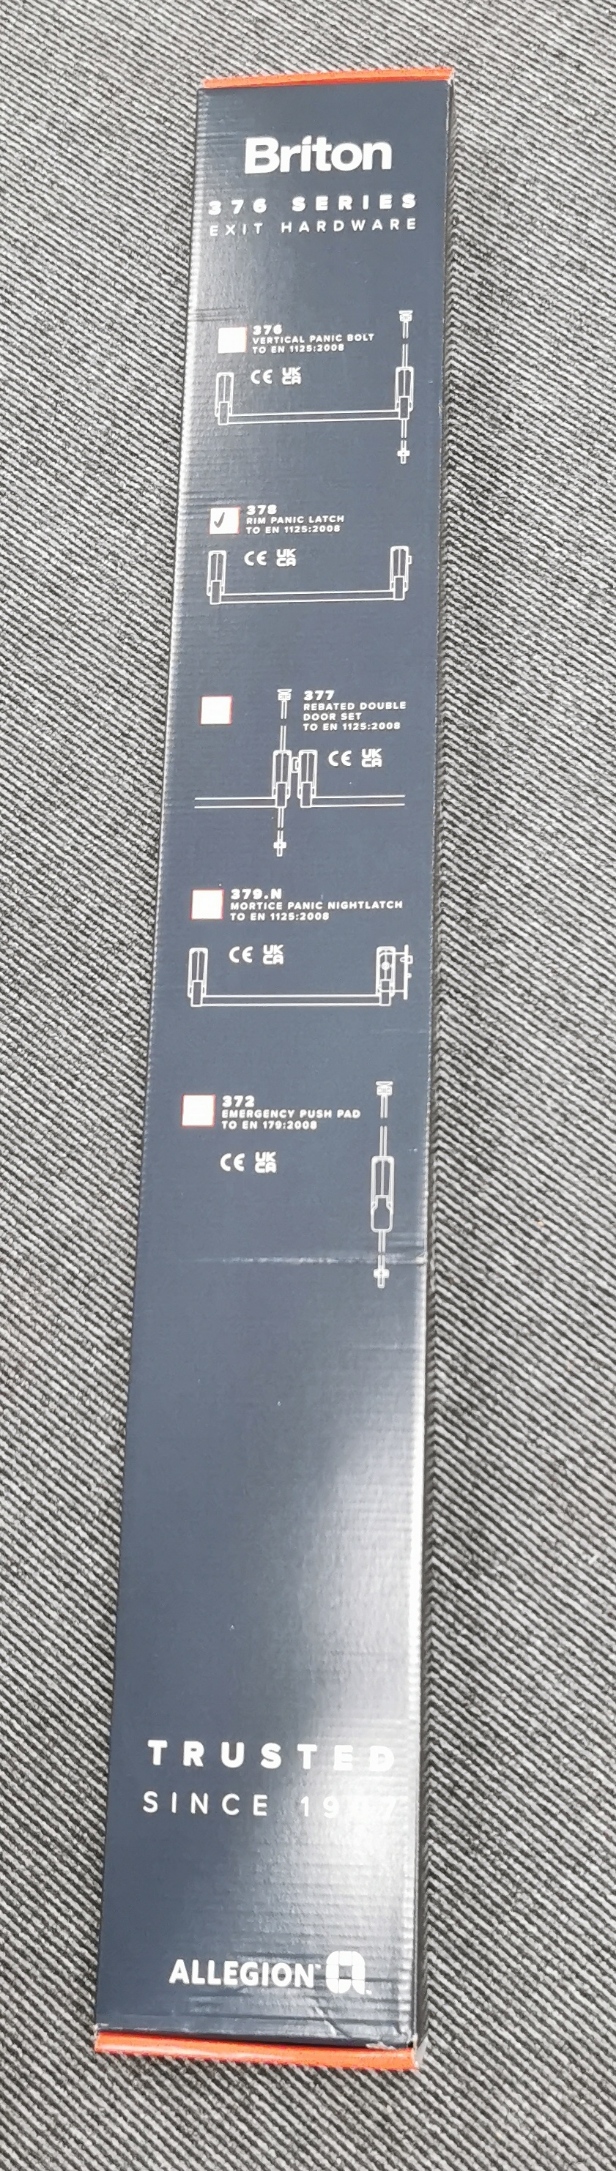 Briton
376 SERIES
EXIT HARDWARE
376
VERTICAL PANIC BOLT
TO EN 1125:2008
CE UK CA
378
RIM PANIC LATCH
TO EN 1125:2008
CE UK CA
377
REBATED DOUBLE
DOOR SET
TO EN 1125:2008
CE UK CA
379.N
MORTICE PANIC NIGHTLATCH
TO EN 1125:2008
CE UK CA
372
EMERGENCY PUSH PAD
TO EN 179:2008
CE UK CA
TRUSTED
SINCE
ALLEGION™